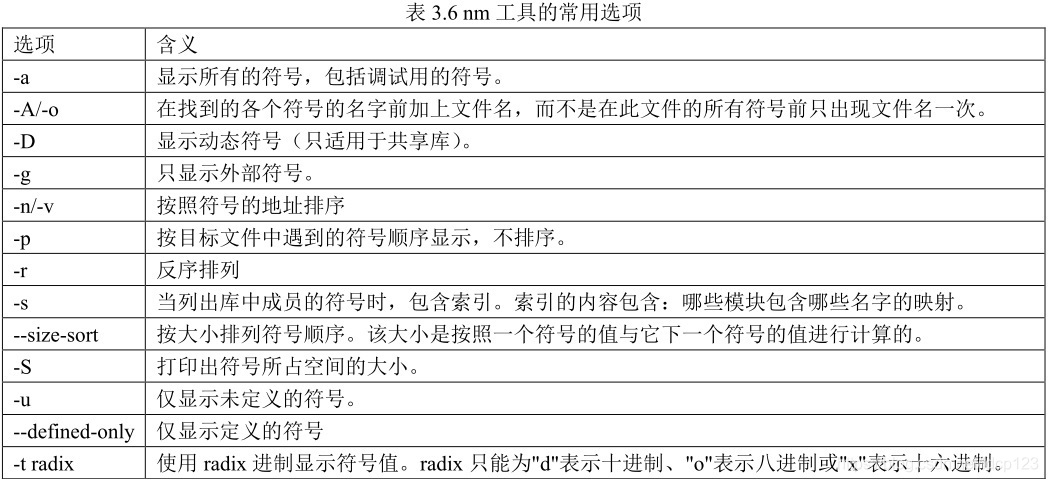 表 3.6 nm 工具的常用选项
选项 含义
-a 显示所有的符号，包括调试用的符号。
-A/-o 在找到的各个符号的名字前加上文件名，而不是在此文件的所有符号前只出现文件名一次。
-D 显示动态符号（只适用于共享库）。
-g 只显示外部符号。
-n/-v 按照符号的地址排序
-p 按目标文件中遇到的符号顺序显示，不排序。
-r 反序排列
-s 当列出库中成员的符号时，包含索引。索引的内容包含：哪些模块包含哪些名字的映射。
--size-sort 按大小排列符号顺序。该大小是按照一个符号的值与它下一个符号的值进行计算的。
-S 打印出符号所占空间的大小。
-u 仅显示未定义的符号。
--defined-only 仅显示定义的符号
-t radix 使用 radix 进制显示符号值。radix 只能为"d"表示十进制、"o"表示八进制或"x"表示十六进制。